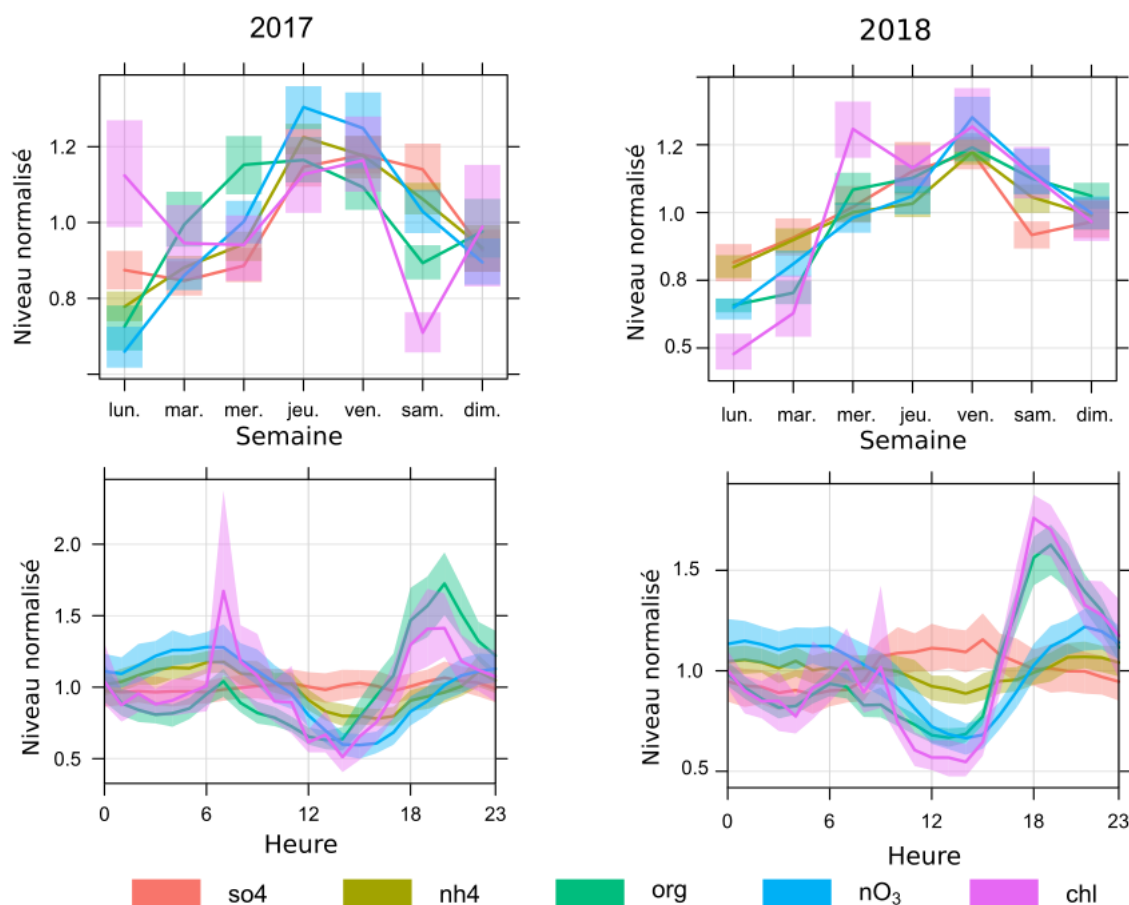 2017
2018
Niveau normalisé
1.2
1.0
0.8
lun. mar. mer. jeu. ven. sam. dim.
Semaine
Niveau normalisé
1.2
1.0
0.8
0.5
lun. mar. mer. jeu. ven. sam. dim.
Semaine
Niveau normalisé
2.0
1.5
1.0
0.5
0 6 12 18 23
Heure
Niveau normalisé
1.5
1.0
0.5
0 6 12 18 23
Heure
so4 nh4 org nO₃ chl